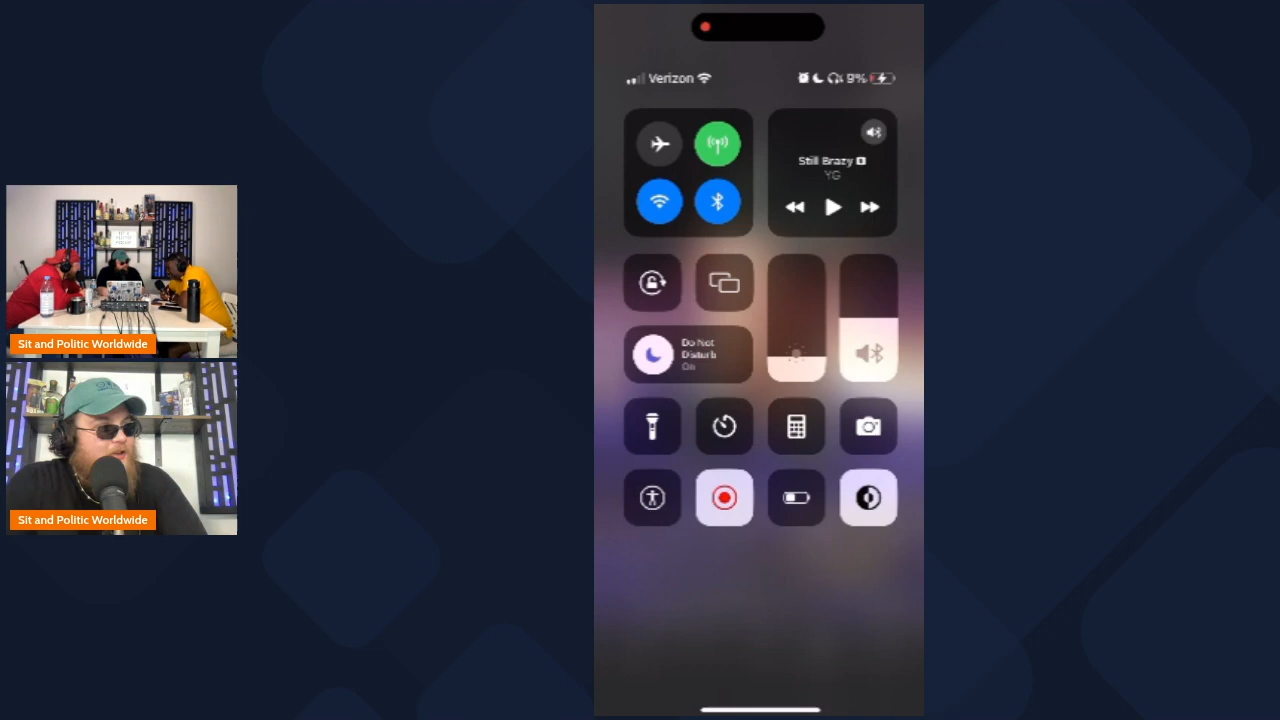 Sit and Politic Worldwide
Sit and Politic Worldwide
Verizon
9%
Still Brazy E
YG
Do Not
Disturb
On